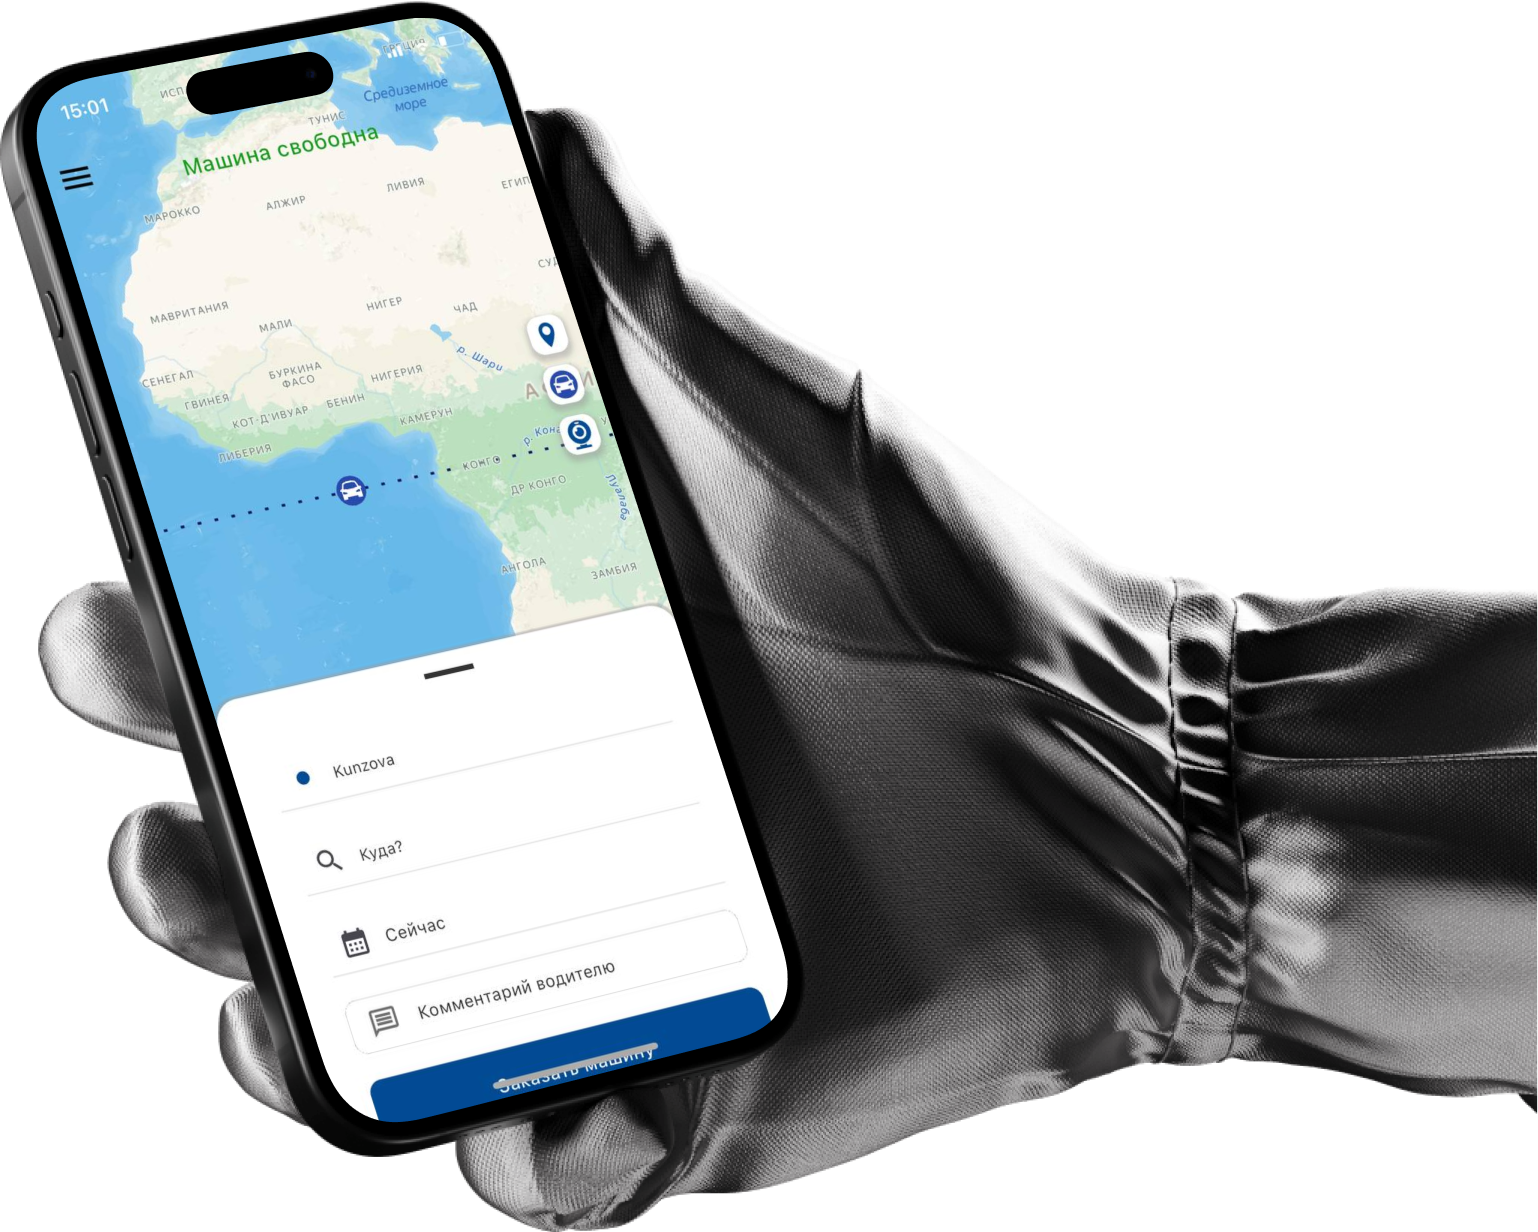 ГРЕЦИЯ
ИСП
15:01
Средиземное
море
ТУНИС
Машина свободна
МАРОККО
АЛЖИР
ЛИВИЯ
ЕГИП
СУД
МАВРИТАНИЯ
МАЛИ
НИГЕР
ЧАД
р. Шари
СЕНЕГАЛ
БУРКИНА
ФАСО
НИГЕРИЯ
ГВИНЕЯ
КОТ-Д'ИВУАР
БЕНИН
КАМЕРУН
ЛИБЕРИЯ
р. Конг
КОНГО
ДР КОНГО
Луалаба
АНГОЛА
ЗАМБИЯ
Kunzova
Куда?
Сейчас
Комментарий водителю
Заказать машину